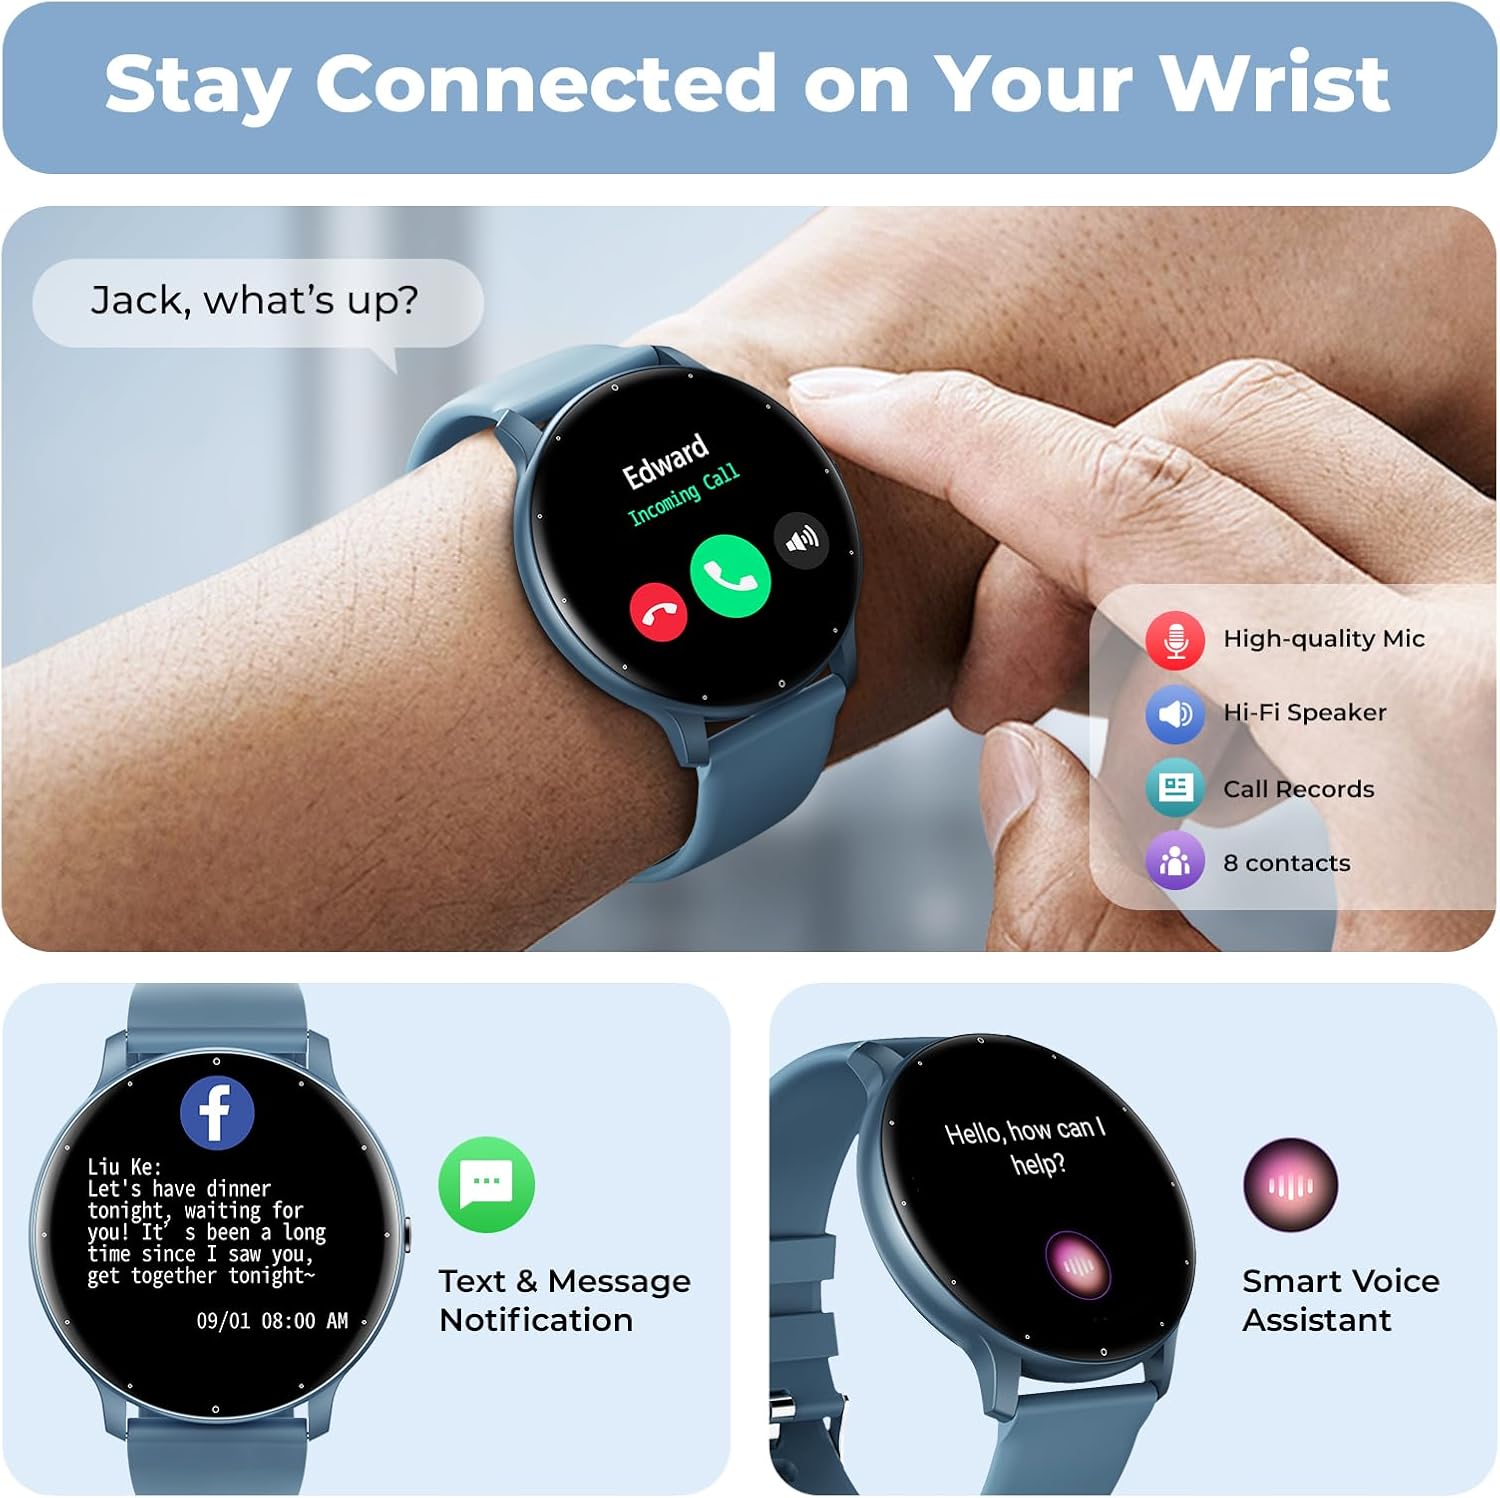 Stay Connected on Your Wrist
Jack, what's up?
Edward
Incoming Call
High-quality Mic
Hi-Fi Speaker
Call Records
8 contacts
f
Liu Ke:
Let's have dinner
tonight, waiting for
you! It’ s been a long
time since I saw you,
get together tonight~
09/01 08:00 AM
Text & Message
Notification
Hello, how can I
help?
Smart Voice
Assistant